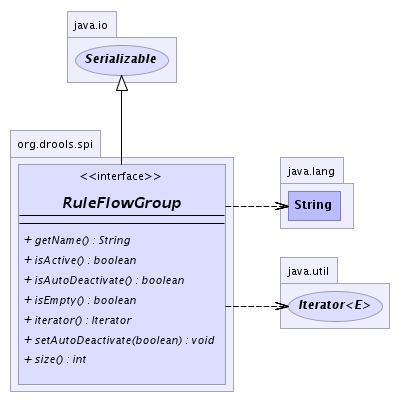 java.io
Serializable
org.drools.spi
<<interface>>
RuleFlowGroup
+ getName() : String
+ isActive() : boolean
+ isAutoDeactivate() : boolean
+ isEmpty() : boolean
+ iterator() : Iterator
+ setAutoDeactivate(boolean) : void
+ size() : int
java.lang
String
java.util
Iterator<E>